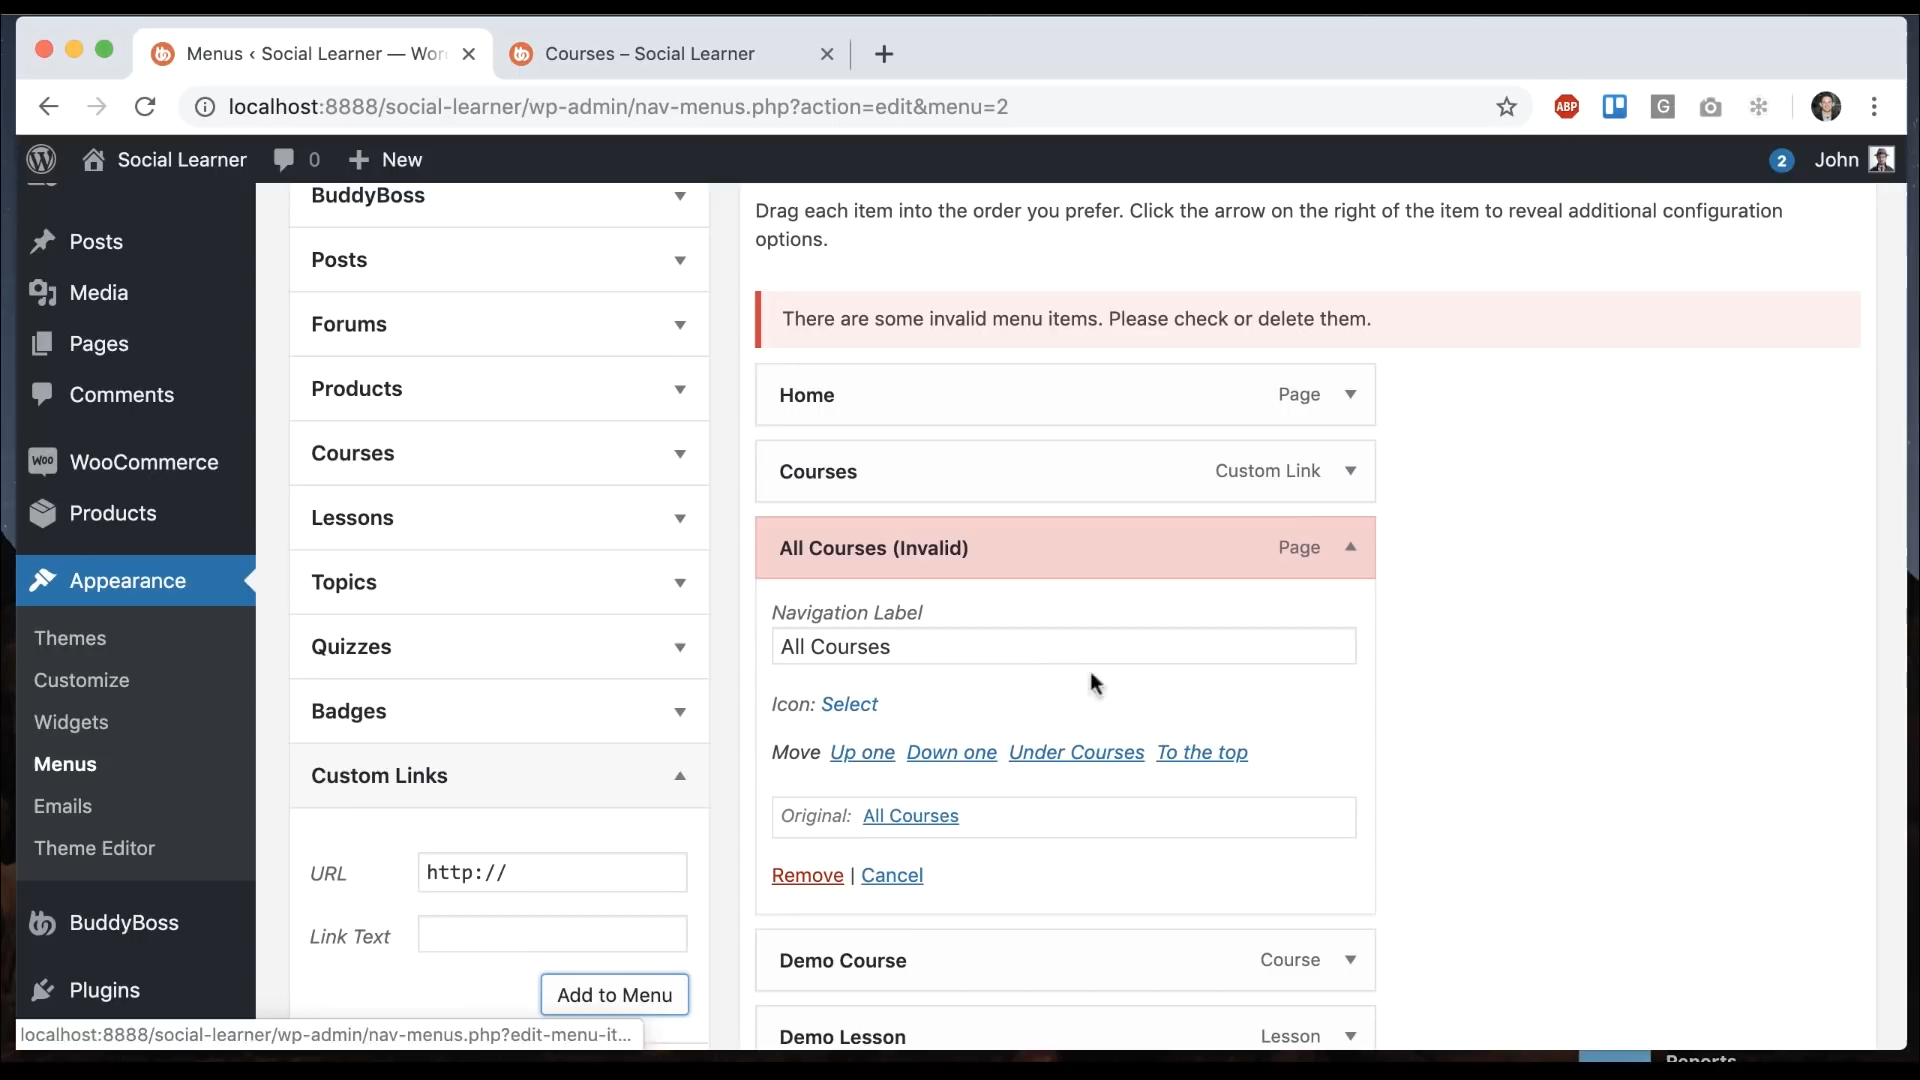 Menus ‹ Social Learner — Wor
Courses – Social Learner
localhost:8888/social-learner/wp-admin/nav-menus.php?action=edit&menu=2
ABP
G
Social Learner
0
New
2
John
Posts
Media
Pages
Comments
Woo
WooCommerce
Products
Appearance
Themes
Customize
Widgets
Menus
Emails
Theme Editor
BuddyBoss
Plugins
BuddyBoss
Posts
Forums
Products
Courses
Lessons
Topics
Quizzes
Badges
Custom Links
URL
http://
Link Text
Add to Menu
Drag each item into the order you prefer. Click the arrow on the right of the item to reveal additional configuration
options.
There are some invalid menu items. Please check or delete them.
Home Page
Courses Custom Link
All Courses (Invalid) Page
Navigation Label
All Courses
Icon: Select
Move Up one Down one Under Courses To the top
Original: All Courses
Remove | Cancel
Demo Course Course
Demo Lesson Lesson
localhost:8888/social-learner/wp-admin/nav-menus.php?edit-menu-it...
Reports